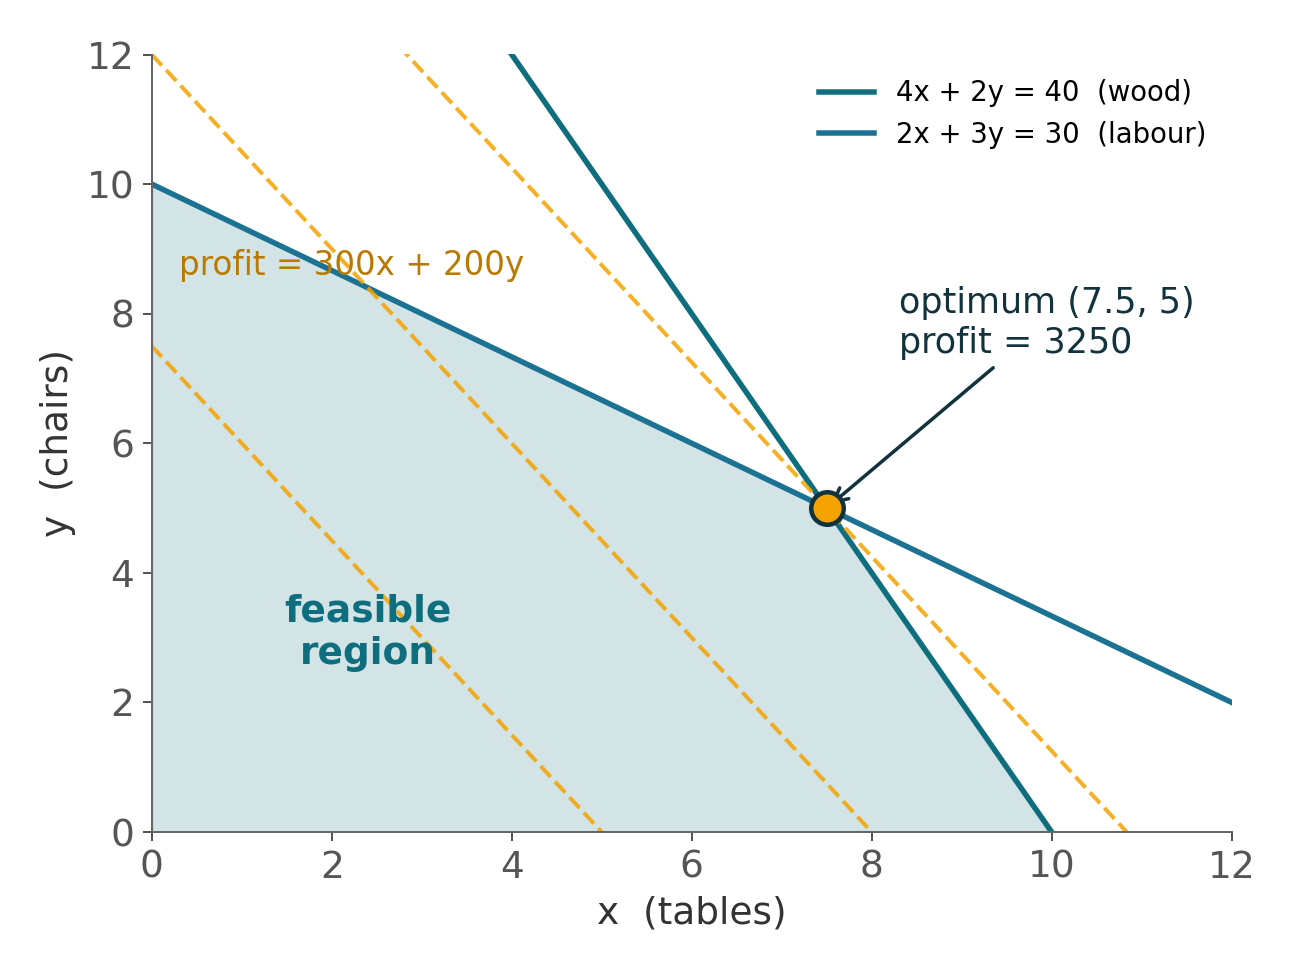 12
10
8
6
4
2
0
0 2 4 6 8 10 12
y (chairs)
x (tables)
4x + 2y = 40 (wood)
2x + 3y = 30 (labour)
profit = 300x + 200y
optimum (7.5, 5)
profit = 3250
feasible
region